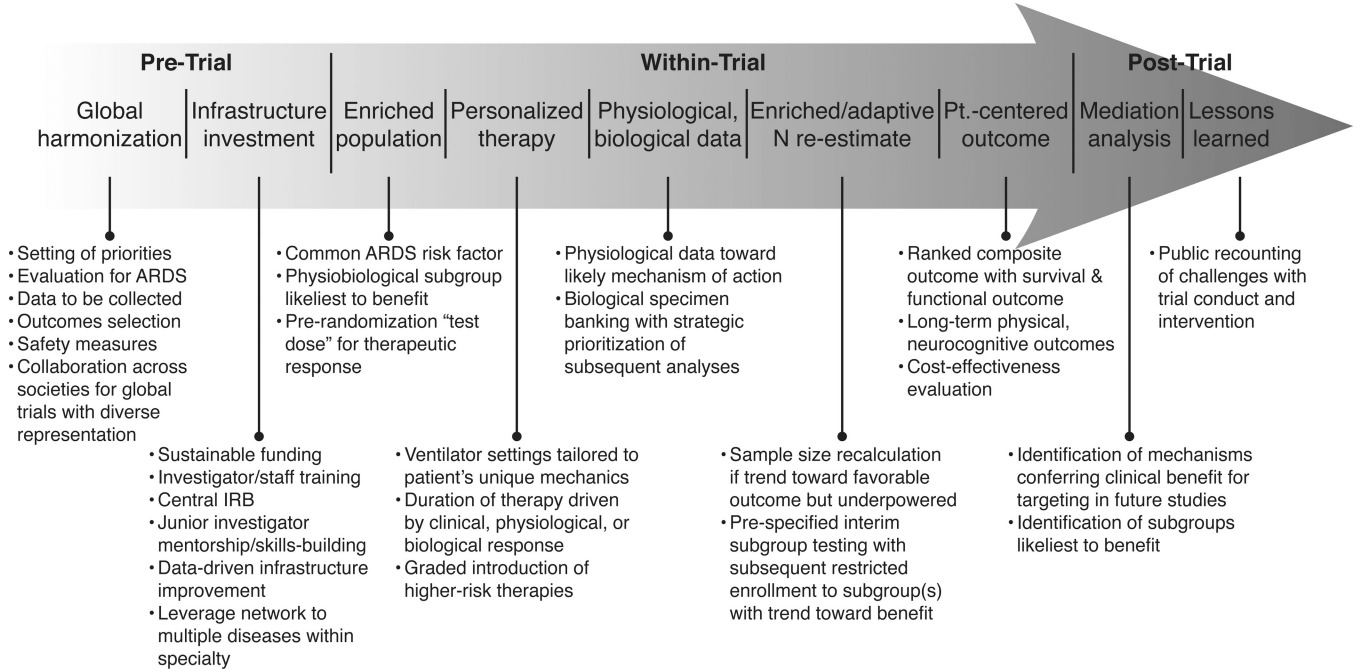 Pre-Trial
Within-Trial
Post-Trial
Global
harmonization
Infrastructure
investment
Enriched
population
Personalized
therapy
Physiological,
biological data
Enriched/adaptive
N re-estimate
Pt.-centered
outcome
Mediation
analysis
Lessons
learned
• Setting of priorities
• Evaluation for ARDS
• Data to be collected
• Outcomes selection
• Safety measures
• Collaboration across
societies for global
trials with diverse
representation
• Sustainable funding
• Investigator/staff training
• Central IRB
• Junior investigator
mentorship/skills-building
• Data-driven infrastructure
improvement
• Leverage network to
multiple diseases within
specialty
• Common ARDS risk factor
• Physiobiological subgroup
likeliest to benefit
• Pre-randomization “test
dose” for therapeutic
response
• Ventilator settings tailored to
patient’s unique mechanics
• Duration of therapy driven
by clinical, physiological, or
biological response
• Graded introduction of
higher-risk therapies
• Physiological data toward
likely mechanism of action
• Biological specimen
banking with strategic
prioritization of
subsequent analyses
• Sample size recalculation
if trend toward favorable
outcome but underpowered
• Pre-specified interim
subgroup testing with
subsequent restricted
enrollment to subgroup(s)
with trend toward benefit
• Ranked composite
outcome with survival &
functional outcome
• Long-term physical,
neurocognitive outcomes
• Cost-effectiveness
evaluation
• Identification of mechanisms
conferring clinical benefit for
targeting in future studies
• Identification of subgroups
likeliest to benefit
• Public recounting
of challenges with
trial conduct and
intervention